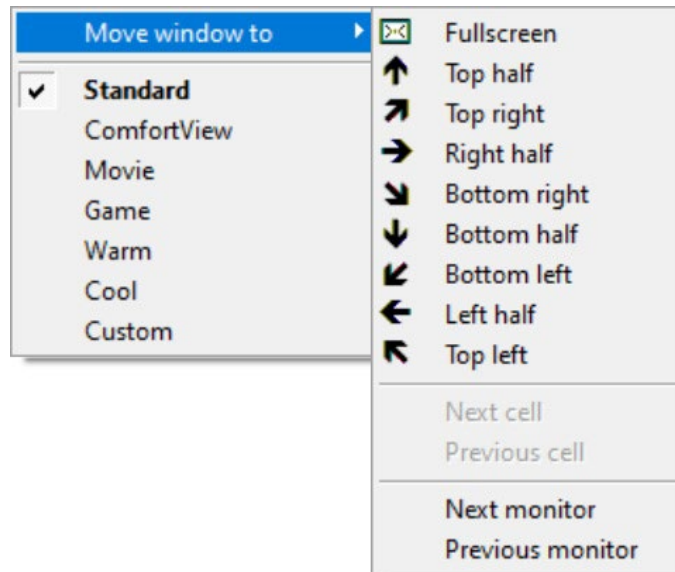 Move window to
Standard
ComfortView
Movie
Game
Warm
Cool
Custom
Fullscreen
Top half
Top right
Right half
Bottom right
Bottom half
Bottom left
Left half
Top left
Next cell
Previous cell
Next monitor
Previous monitor